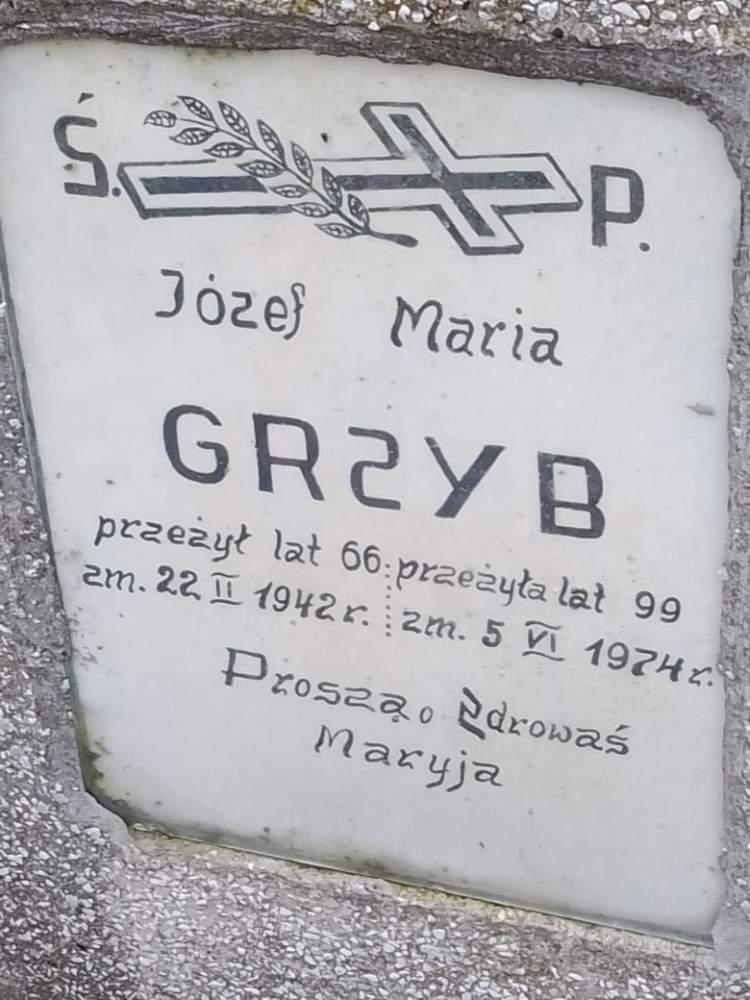 Ś. P.
Józef Maria
GRZYB
przeżył lat 66 przeżyła lat 99
zm. 22 II 1942 r. zm. 5 VI 1974 r.
Proszą o Zdrowaś
Maryja